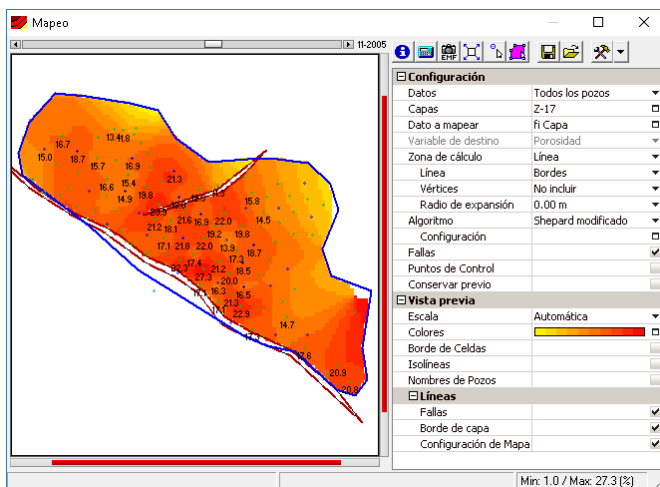 Mapeo
11-2005
EMF
Configuración
Datos Todos los pozos
Capas Z-17
Dato a mapear fi Capa
Variable de destino Porosidad
Zona de cálculo Línea
Línea Bordes
Vértices No incluir
Radio de expansión 0.00 m
Algoritmo Shepard modificado
Configuración
Fallas
Puntos de Control
Conservar previo
Vista previa
Escala Automática
Colores
Borde de Celdas
Isolíneas
Nombres de Pozos
Líneas
Fallas
Borde de capa
Configuración de Mapa
16.7
15.0 18.7 15.7 16.9
21.3
16.6 15.4
14.9 19.8
15.8
21.6 16.9 22.0 14.5
21.2 18.1
19.2 19.8
17.1 21.8 22.0 13.9
17.3 18.7
17.4
21.2 18.5
27.3
20.0
16.3 16.5
21.3
22.9
14.7
17.6
20.9
20.8
Min: 1.0 / Max: 27.3 (%)